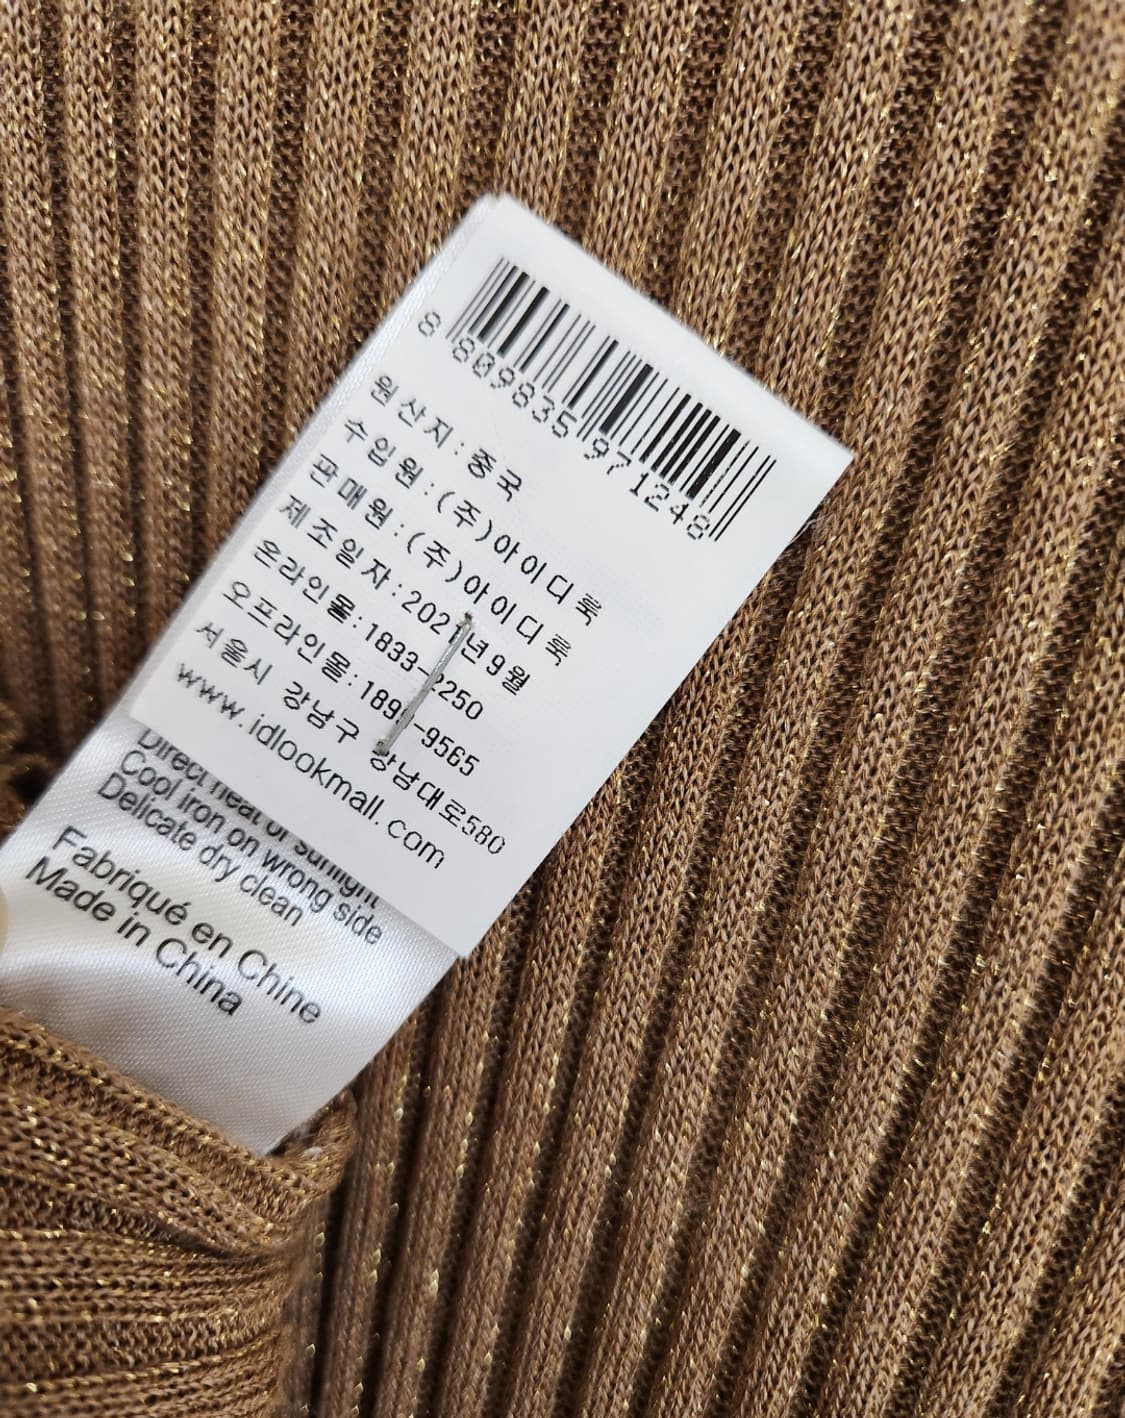 8 809835 971248
원산지:중국
수입원:(주)아이디룩
판매원:(주)아이디룩
제조일자:2021년9월
온라인몰:1833-2250
오프라인몰:1899-9565
서울시 강남구 강남대로580
www.idlookmall.com
Direct heat or sunlight
Cool iron on wrong side
Delicate dry clean
Fabriqué en Chine
Made in China